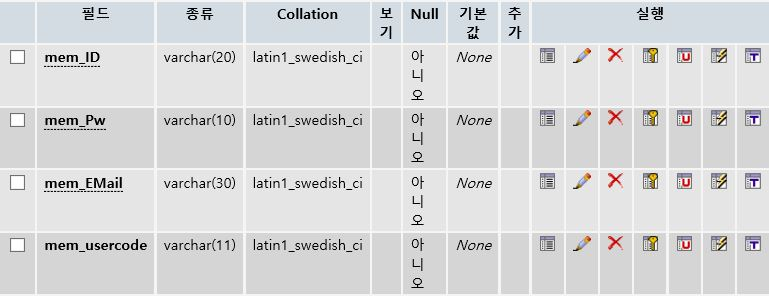 필드 종류 Collation 보기 Null 기본값 추가 실행
mem_ID varchar(20) latin1_swedish_ci 아니오 None
mem_Pw varchar(10) latin1_swedish_ci 아니오 None
mem_EMail varchar(30) latin1_swedish_ci 아니오 None
mem_usercode varchar(11) latin1_swedish_ci 아니오 None